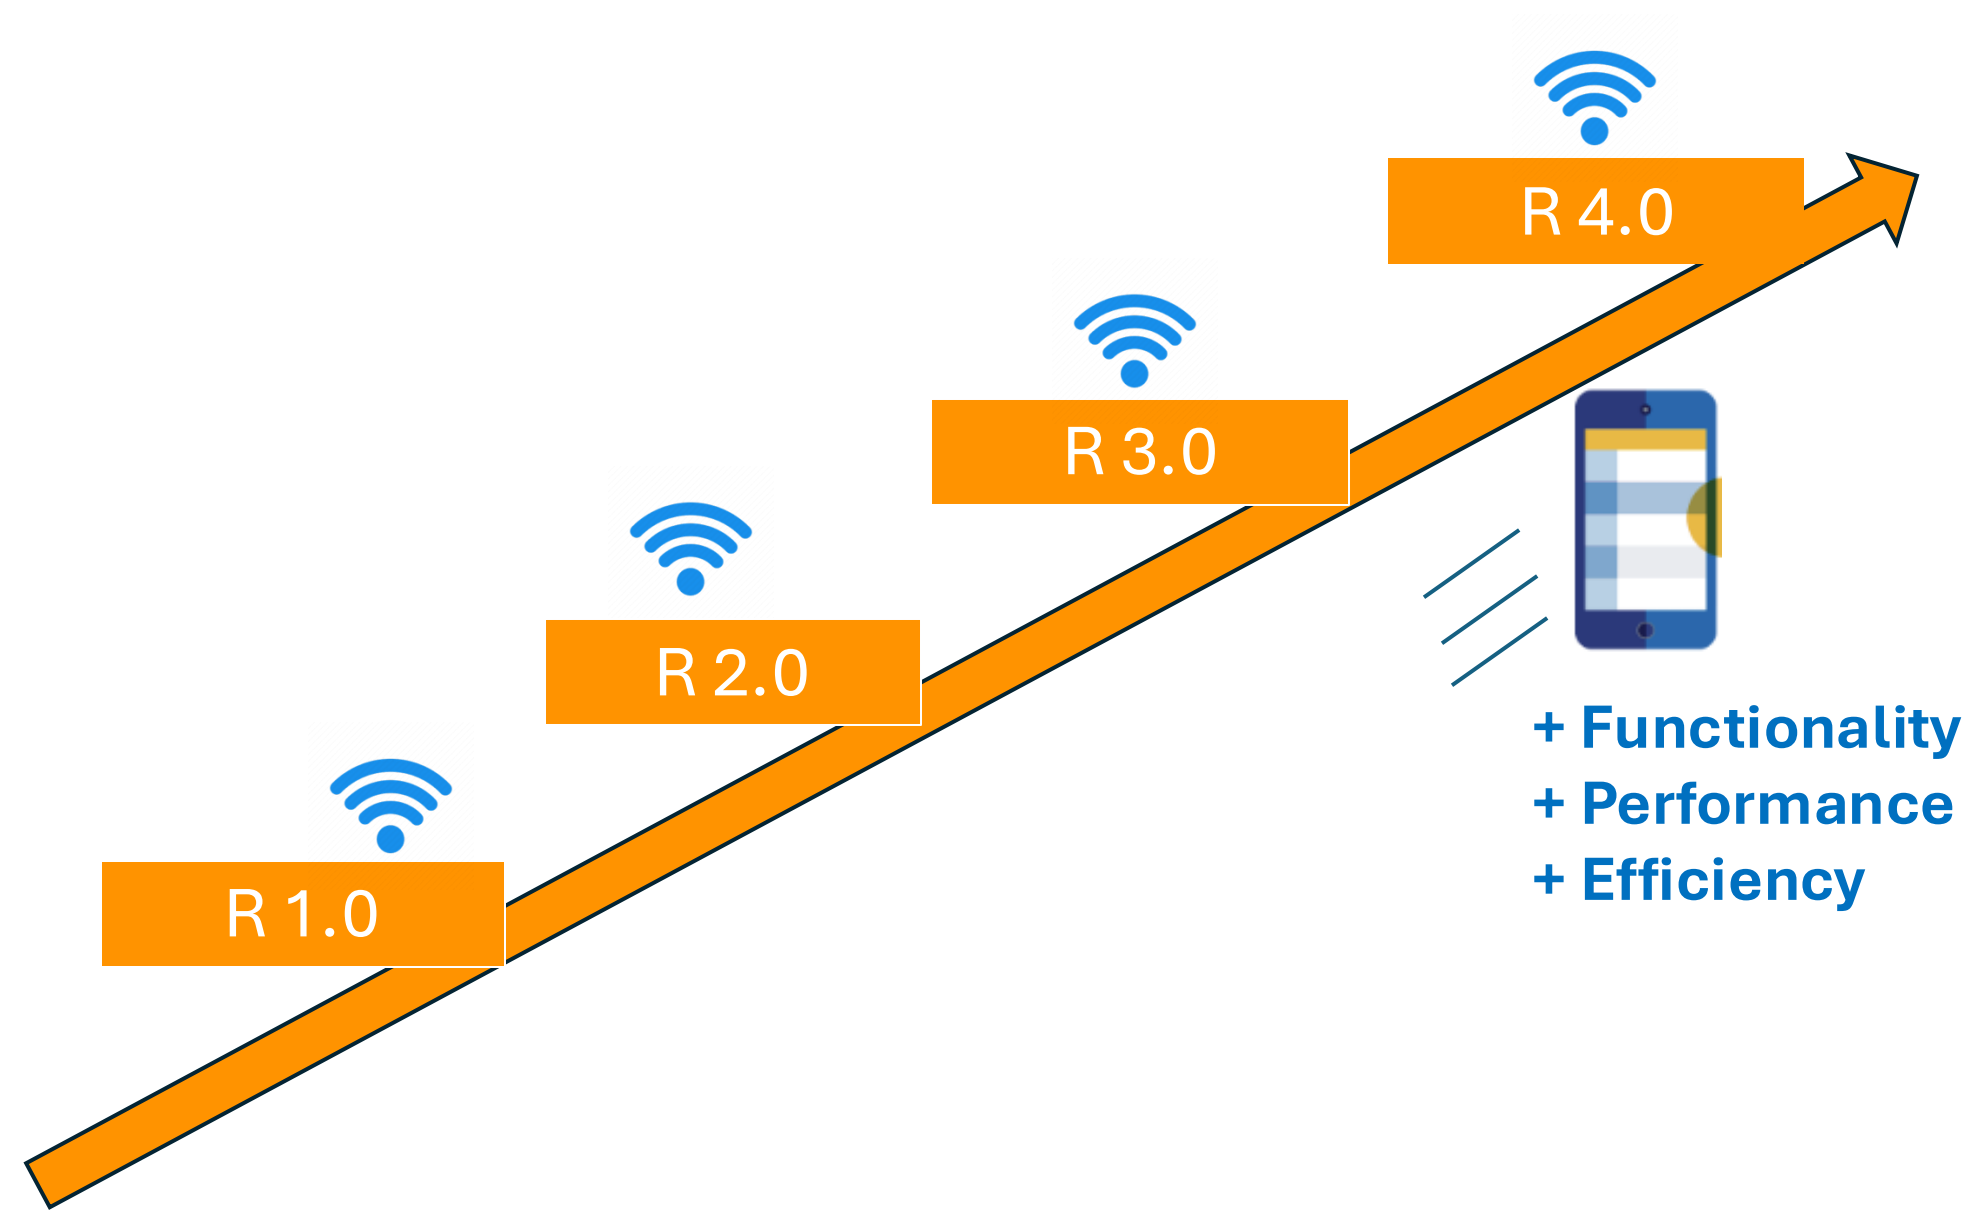 R 4.0
R 3.0
R 2.0
R 1.0
+ Functionality
+ Performance
+ Efficiency